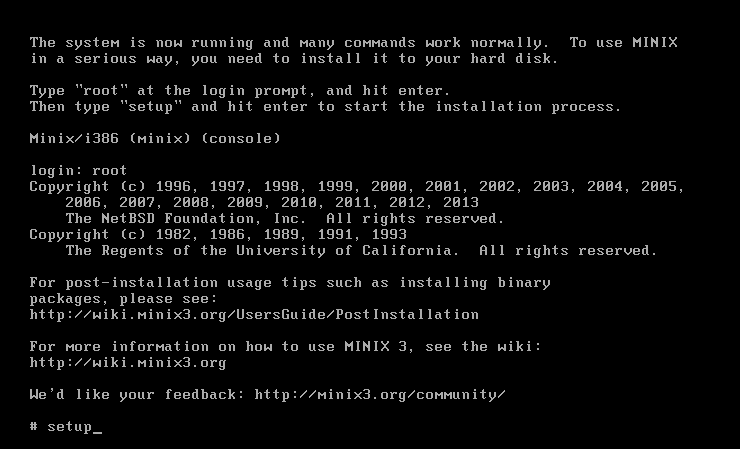 The system is now running and many commands work normally.  To use MINIX
in a serious way, you need to install it to your hard disk.
Type "root" at the login prompt, and hit enter.
Then type "setup" and hit enter to start the installation process.
Minix/i386 (minix) (console)
login: root
Copyright (c) 1996, 1997, 1998, 1999, 2000, 2001, 2002, 2003, 2004, 2005,
    2006, 2007, 2008, 2009, 2010, 2011, 2012, 2013
    The NetBSD Foundation, Inc.  All rights reserved.
Copyright (c) 1982, 1986, 1989, 1991, 1993
    The Regents of the University of California.  All rights reserved.
For post-installation usage tips such as installing binary
packages, please see:
http://wiki.minix3.org/UsersGuide/PostInstallation
For more information on how to use MINIX 3, see the wiki:
http://wiki.minix3.org
We'd like your feedback: http://minix3.org/community/
# setup_